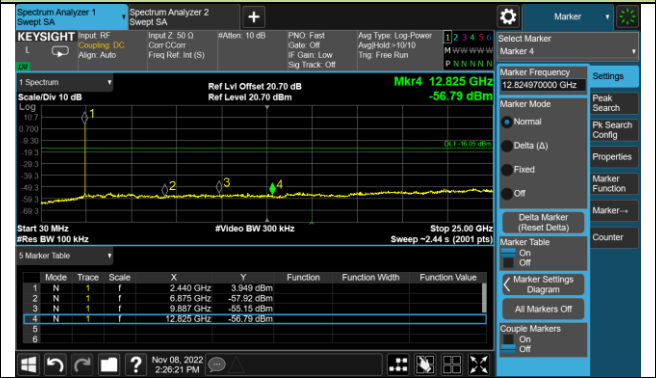 Spectrum Analyzer 1
Swept SA
Spectrum Analyzer 2
Swept SA
Marker
KEYSIGHT
L
Input: RF
Coupling: DC
Align: Auto
Input Z: 50 Ω
Corr CCorr
Freq Ref: Int (S)
#Atten: 10 dB
PNO: Fast
Gate: Off
IF Gain: Low
Sig Track: Off
Avg Type: Log-Power
Avg|Hold:>10/10
Trig: Free Run
1 2 3 4 5 6
M W W W W W
P N N N N N
Select Marker
Marker 4
1 Spectrum
Scale/Div 10 dB
Ref Lvl Offset 20.70 dB
Ref Level 20.70 dBm
Mkr4 12.825 GHz
-56.79 dBm
Log
10.7
0.700
-9.30
-19.3
-29.3
-39.3
-49.3
-59.3
-69.3
1
2
3
4
DL1 -16.05 dBm
Start 30 MHz
#Res BW 100 kHz
#Video BW 300 kHz
Stop 25.00 GHz
Sweep ~2.44 s (2001 pts)
5 Marker Table
Mode Trace Scale X Y Function Function Width Function Value
1 N 1 f 2.440 GHz 3.949 dBm
2 N 1 f 6.875 GHz -57.92 dBm
3 N 1 f 9.887 GHz -55.15 dBm
4 N 1 f 12.825 GHz -56.79 dBm
5
6
Marker Frequency
12.824970000 GHz
Marker Mode
Normal
Delta (Δ)
Fixed
Off
Delta Marker
(Reset Delta)
Marker Table
On
Off
Marker Settings
Diagram
All Markers Off
Couple Markers
On
Off
Settings
Peak
Search
Pk Search
Config
Properties
Marker
Function
Marker→
Counter
Nov 08, 2022
2:26:21 PM